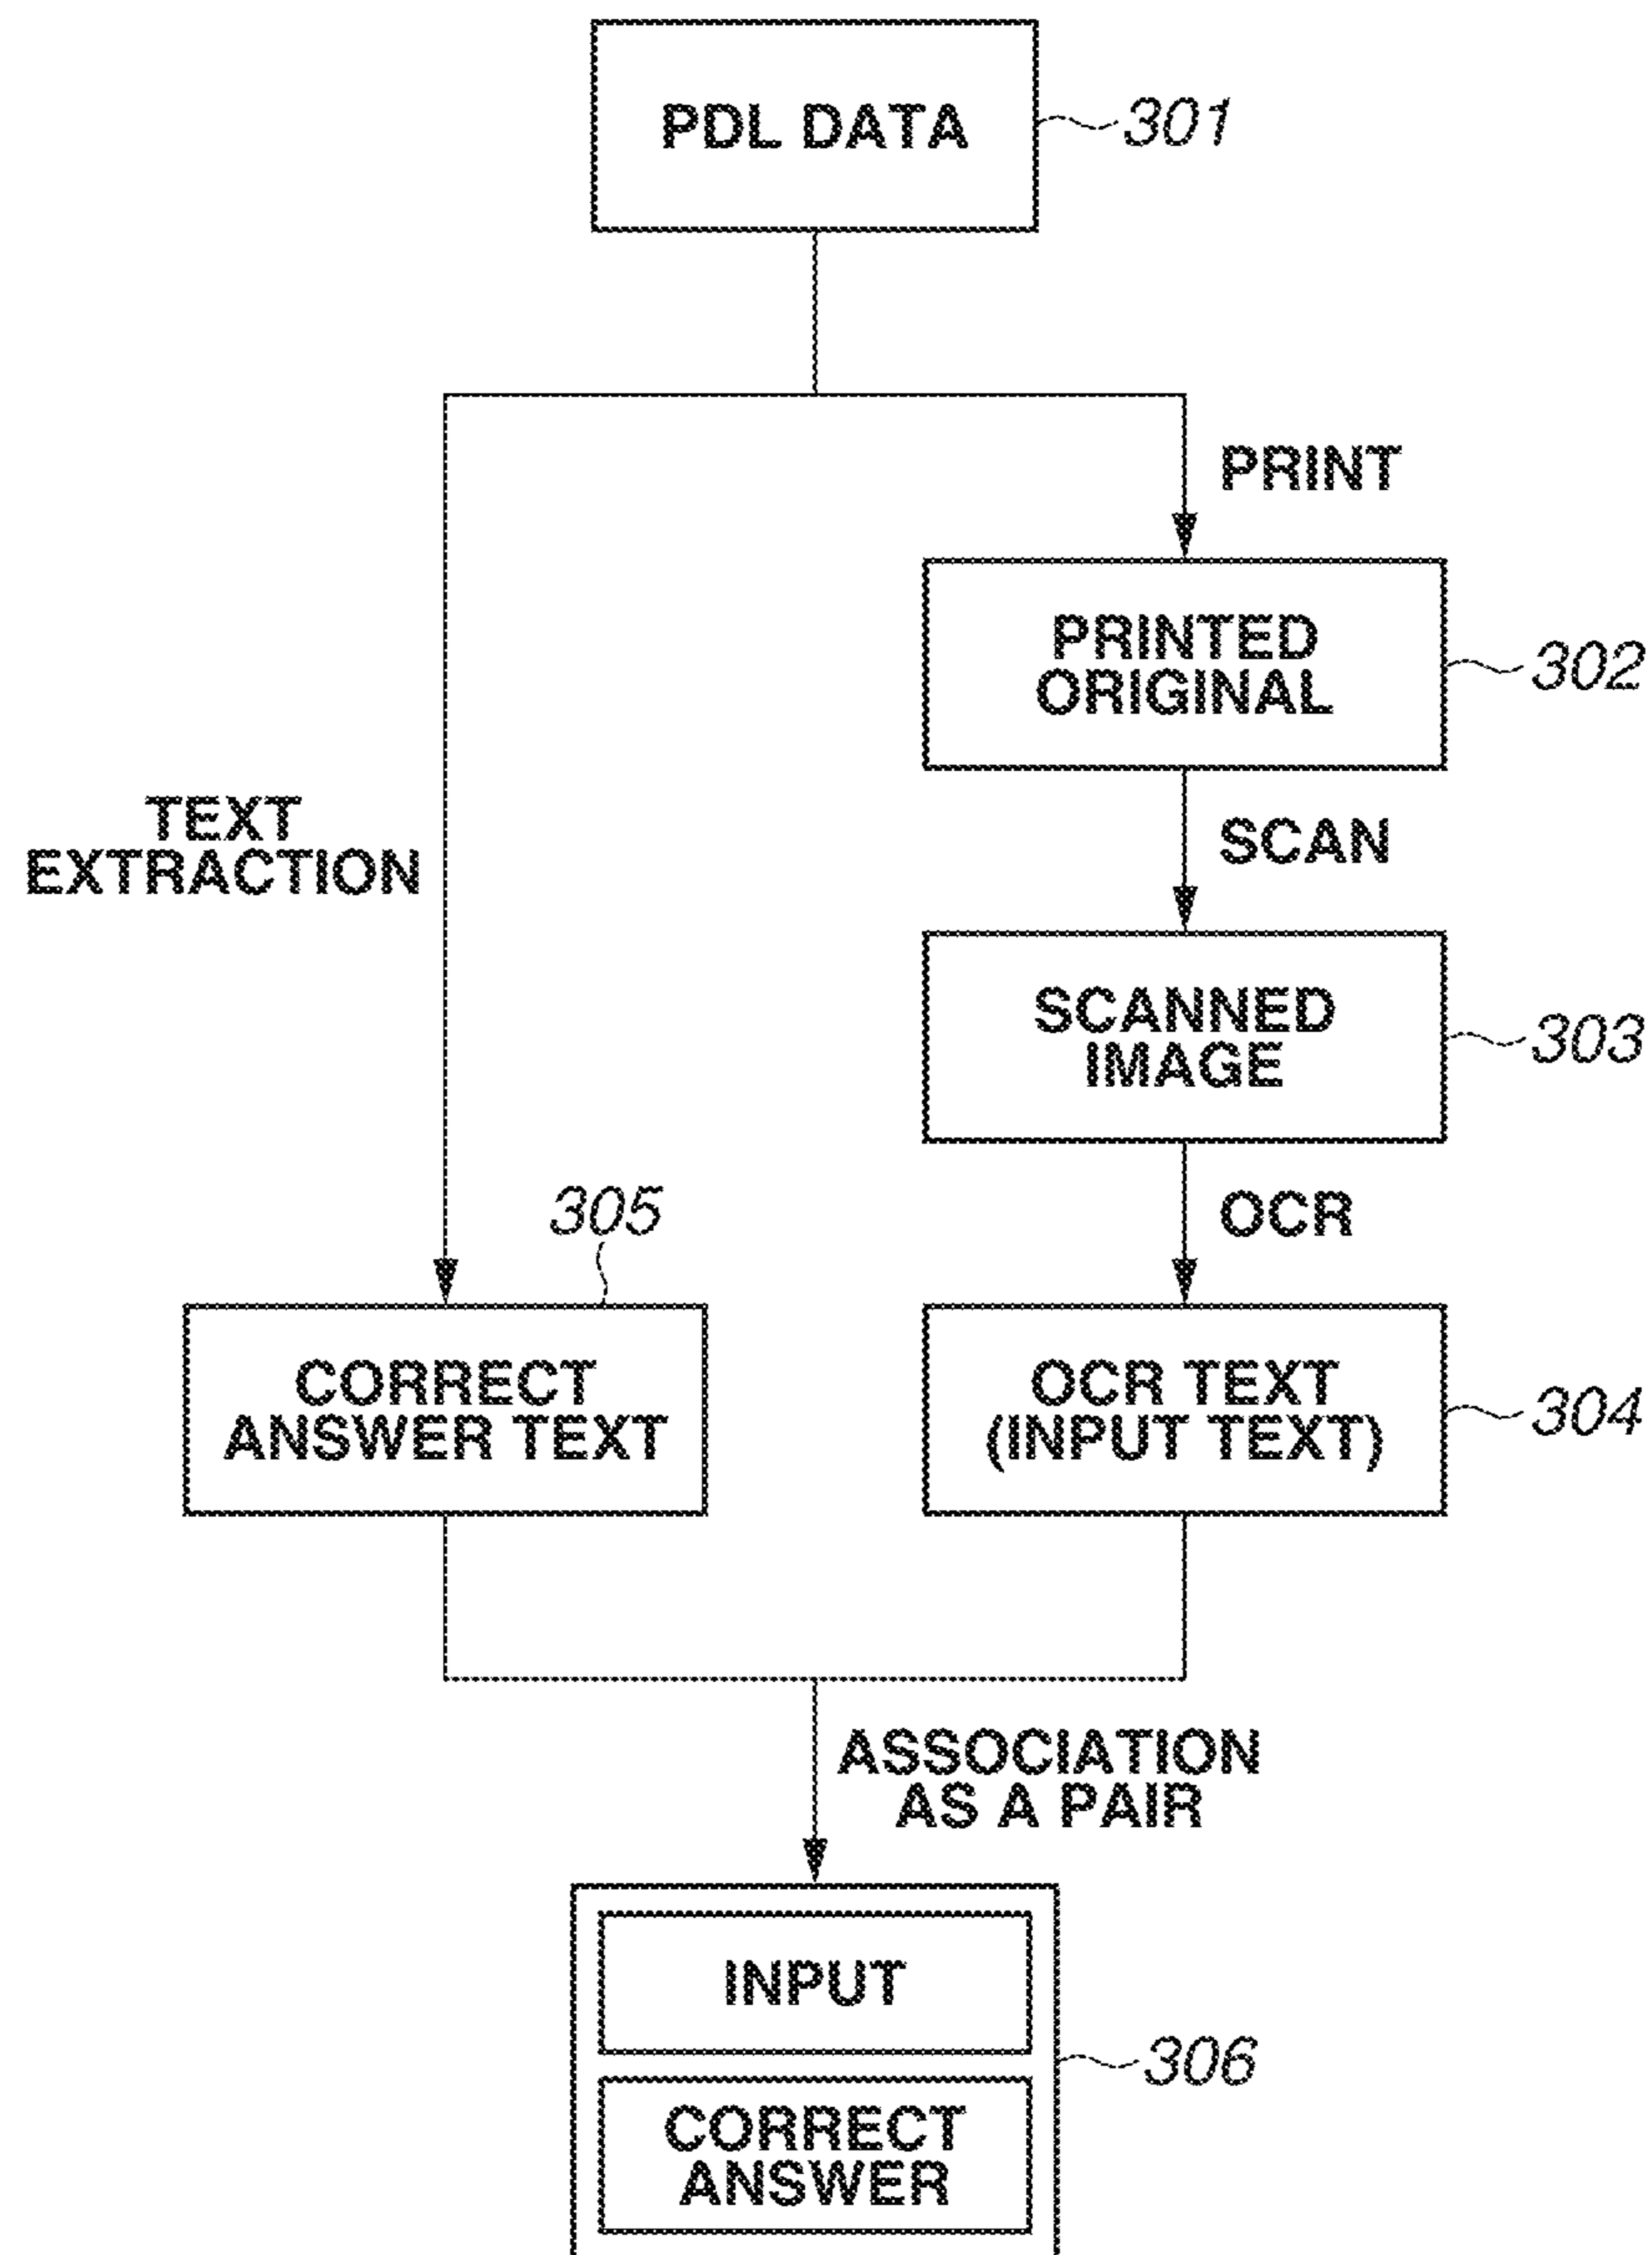 PDL DATA
301
PRINT
PRINTED
ORIGINAL
302
TEXT
EXTRACTION
SCAN
SCANNED
IMAGE
303
305
OCR
CORRECT
ANSWER TEXT
OCR TEXT
(INPUT TEXT)
304
ASSOCIATION
AS A PAIR
INPUT
306
CORRECT
ANSWER